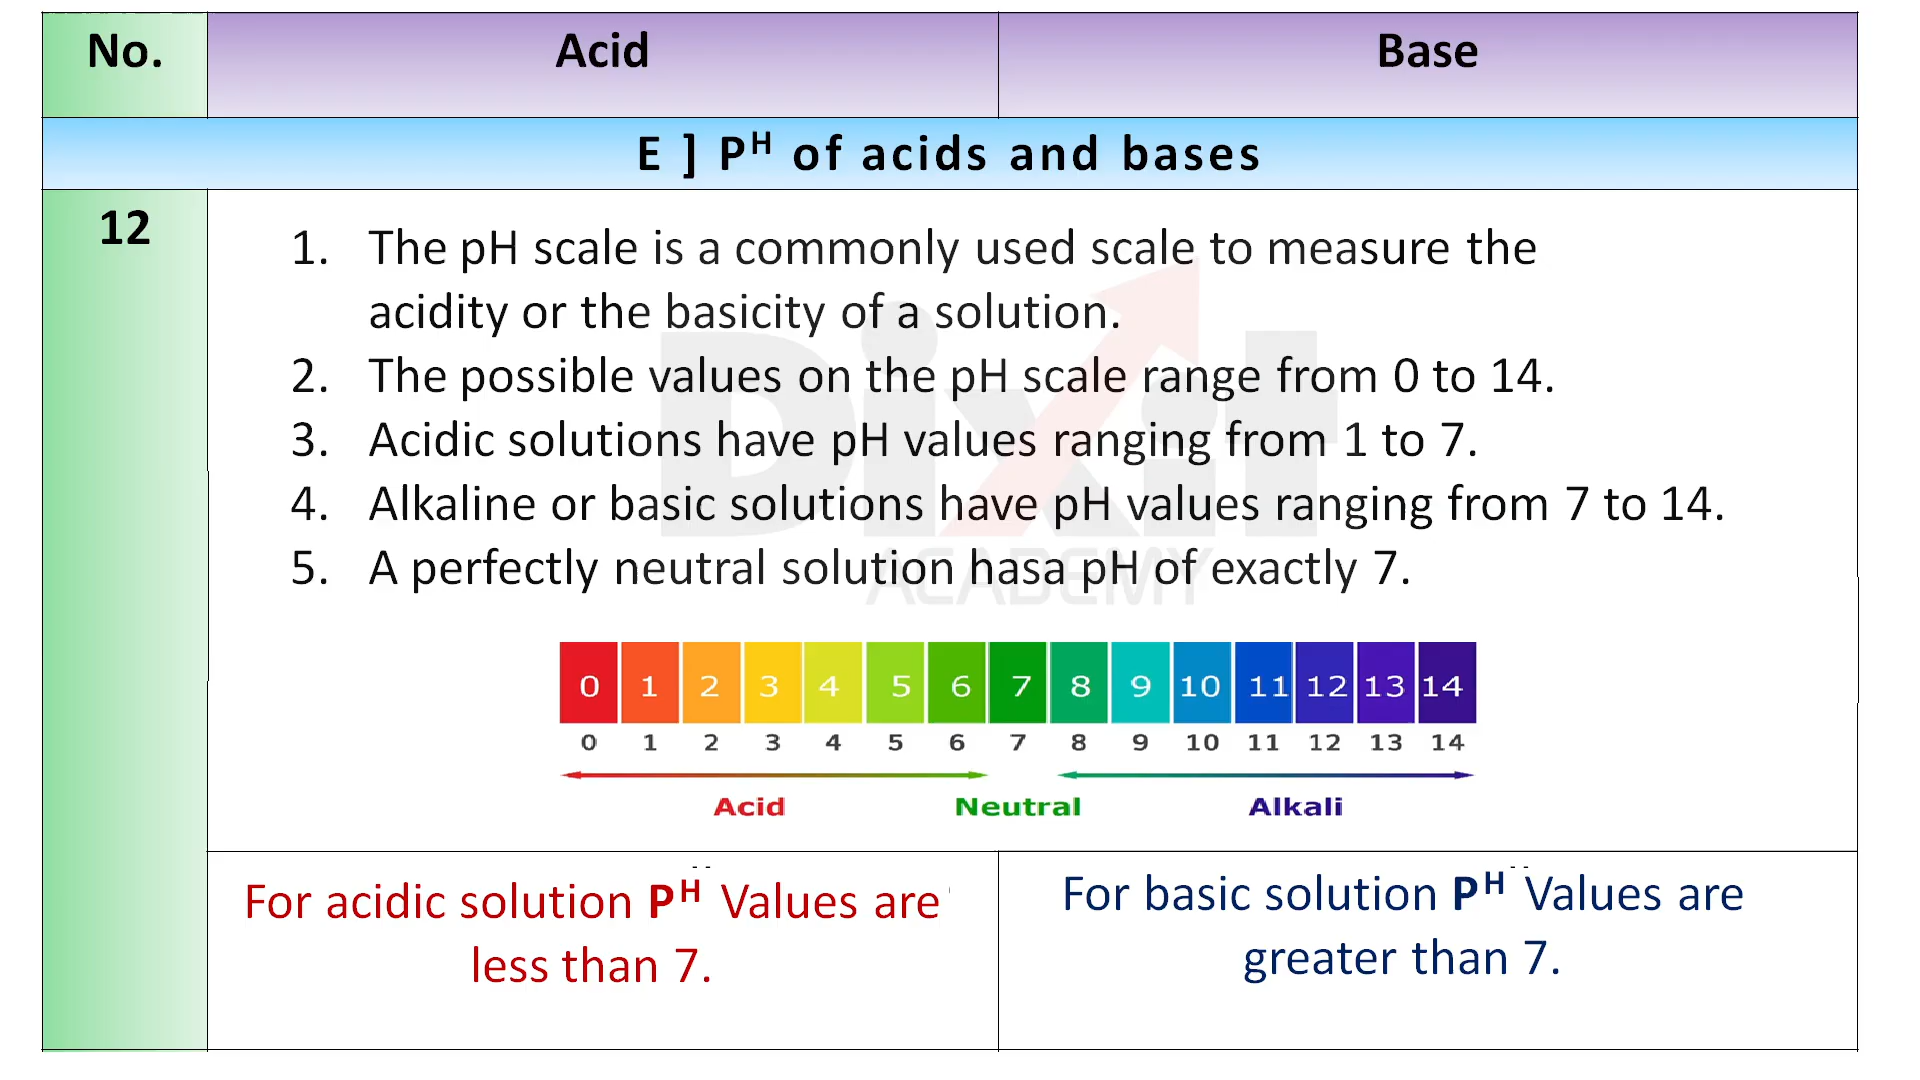 No. Acid Base
E ] Pᴴ of acids and bases
12
1. The pH scale is a commonly used scale to measure the
acidity or the basicity of a solution.
2. The possible values on the pH scale range from 0 to 14.
3. Acidic solutions have pH values ranging from 1 to 7.
4. Alkaline or basic solutions have pH values ranging from 7 to 14.
5. A perfectly neutral solution hasa pH of exactly 7.
Dixit
ACADEMY
0 1 2 3 4 5 6 7 8 9 10 11 12 13 14
0 1 2 3 4 5 6 7 8 9 10 11 12 13 14
Acid Neutral Alkali
For acidic solution Pᴴ Values are
less than 7.
For basic solution Pᴴ Values are
greater than 7.